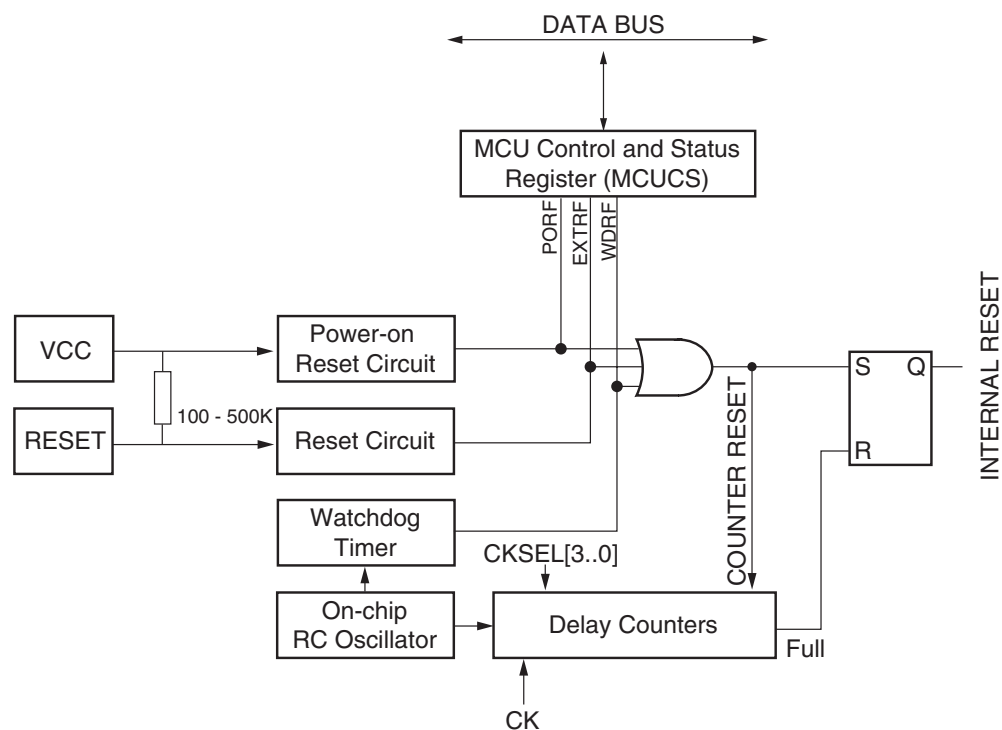 DATA BUS
MCU Control and Status
Register (MCUCS)
PORF
EXTRF
WDRF
VCC
Power-on
Reset Circuit
100 - 500K
RESET
Reset Circuit
Watchdog
Timer
On-chip
RC Oscillator
CKSEL[3..0]
Delay Counters
CK
COUNTER RESET
Full
S
Q
R
INTERNAL RESET